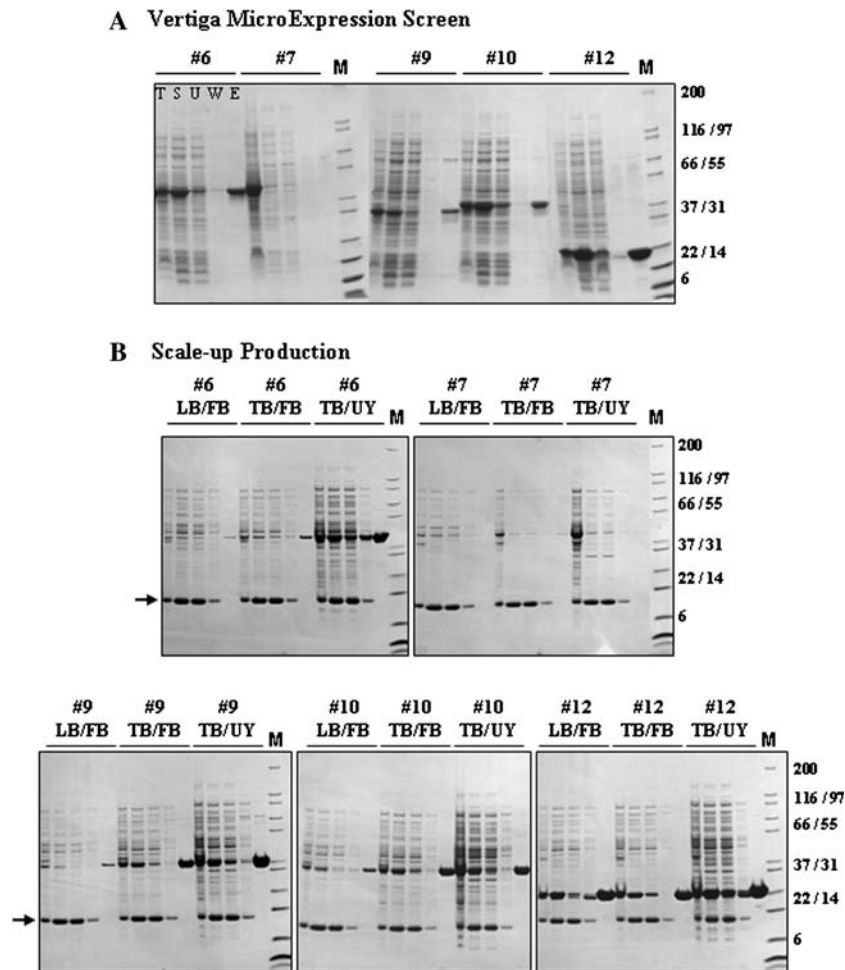 A Vertiga MicroExpression Screen
#6 #7 M #9 #10 #12 M
T S U W E
200
116 / 97
66 / 55
37 / 31
22 / 14
6
B Scale-up Production
#6 #6 #6 #7 #7 #7
LB/FB TB/FB TB/UY M LB/FB TB/FB TB/UY M
200
116 / 97
66 / 55
37 / 31
22 / 14
6
#9 #9 #9 #10 #10 #10 #12 #12 #12
LB/FB TB/FB TB/UY M LB/FB TB/FB TB/UY LB/FB TB/FB TB/UY M
200
116 / 97
66 / 55
37 / 31
22 / 14
6